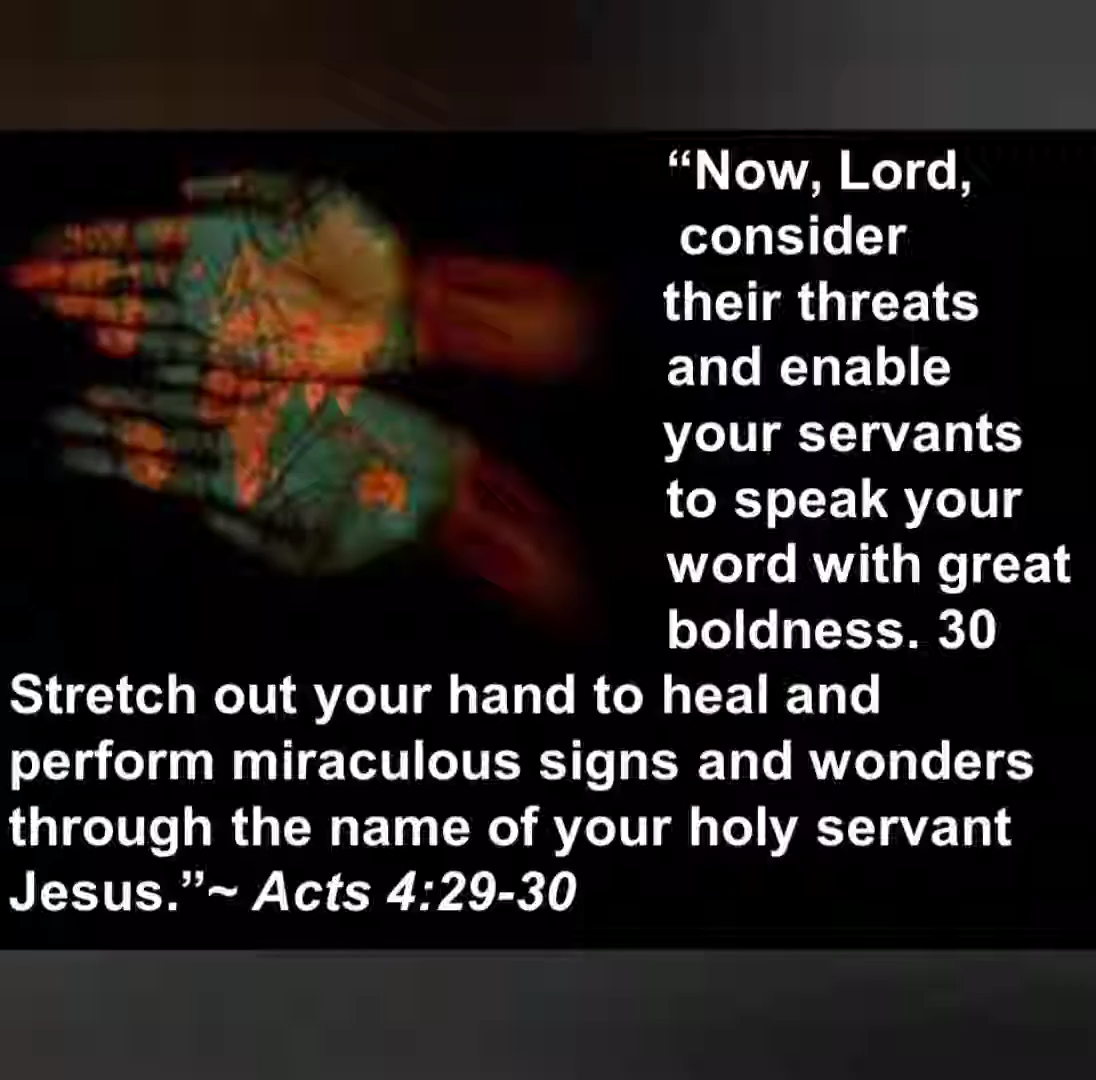 “Now, Lord,
consider
their threats
and enable
your servants
to speak your
word with great
boldness. 30
Stretch out your hand to heal and
perform miraculous signs and wonders
through the name of your holy servant
Jesus.”~ Acts 4:29-30